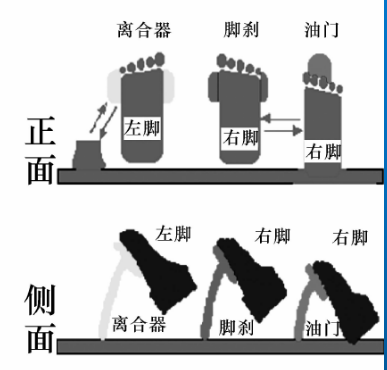 离合器 脚刹 油门
正面
左脚 右脚 右脚
左脚 右脚 右脚
侧面
离合器 脚刹 油门